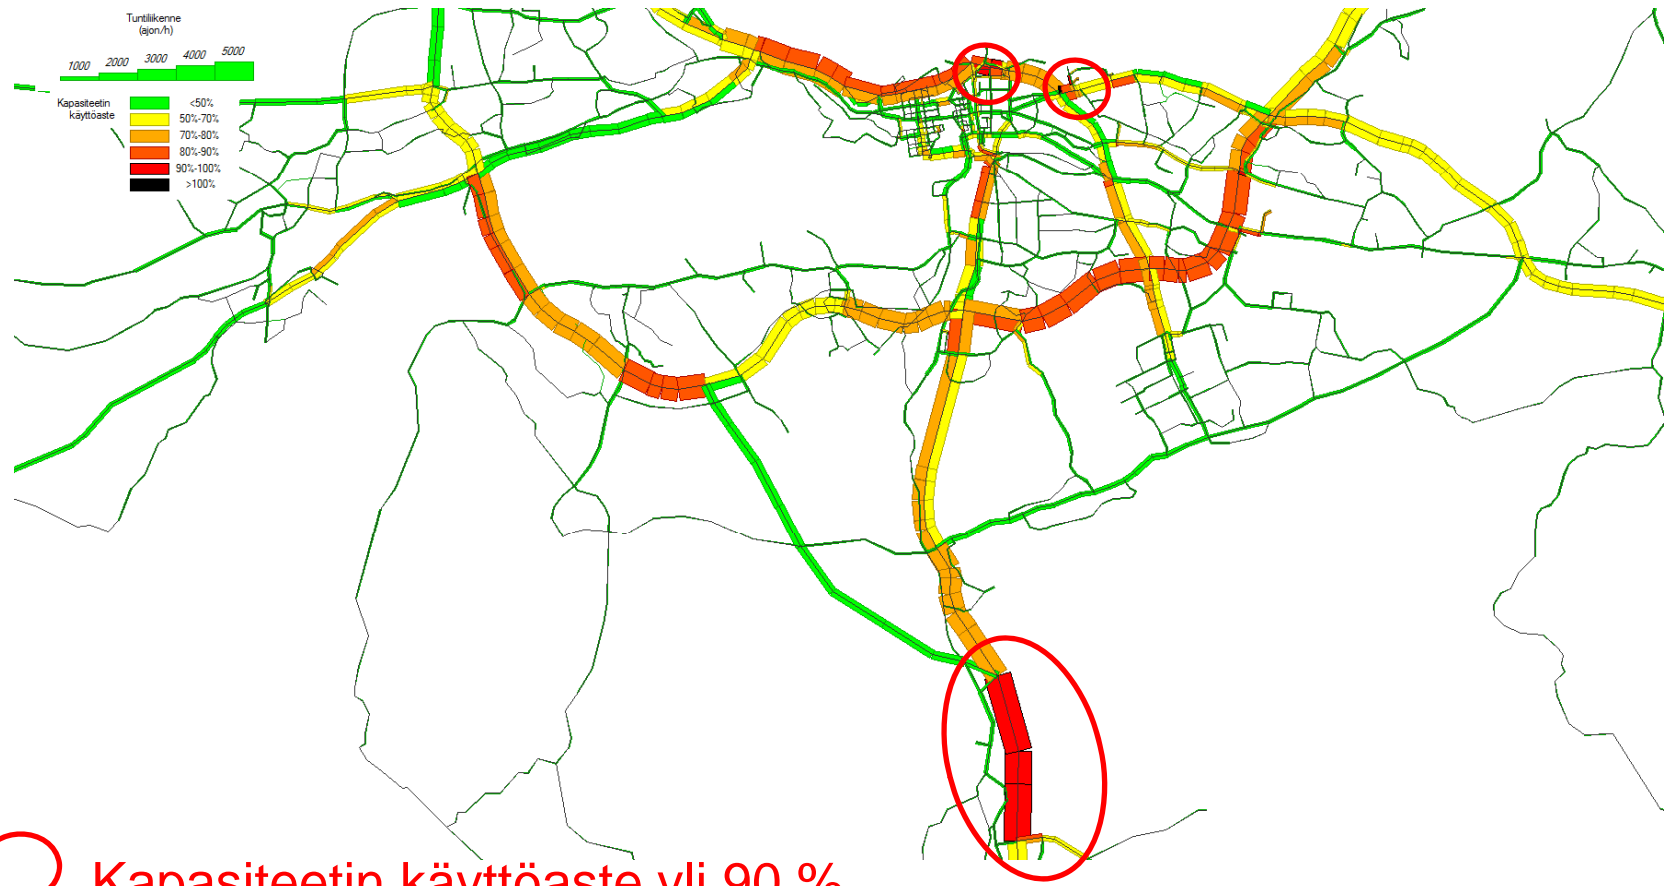 Tuntiliikenne
(ajon/h)
1000 2000 3000 4000 5000
Kapasiteetin
käyttöaste
<50%
50%-70%
70%-80%
80%-90%
90%-100%
>100%
Kapasiteetin käyttöaste yli 90 %